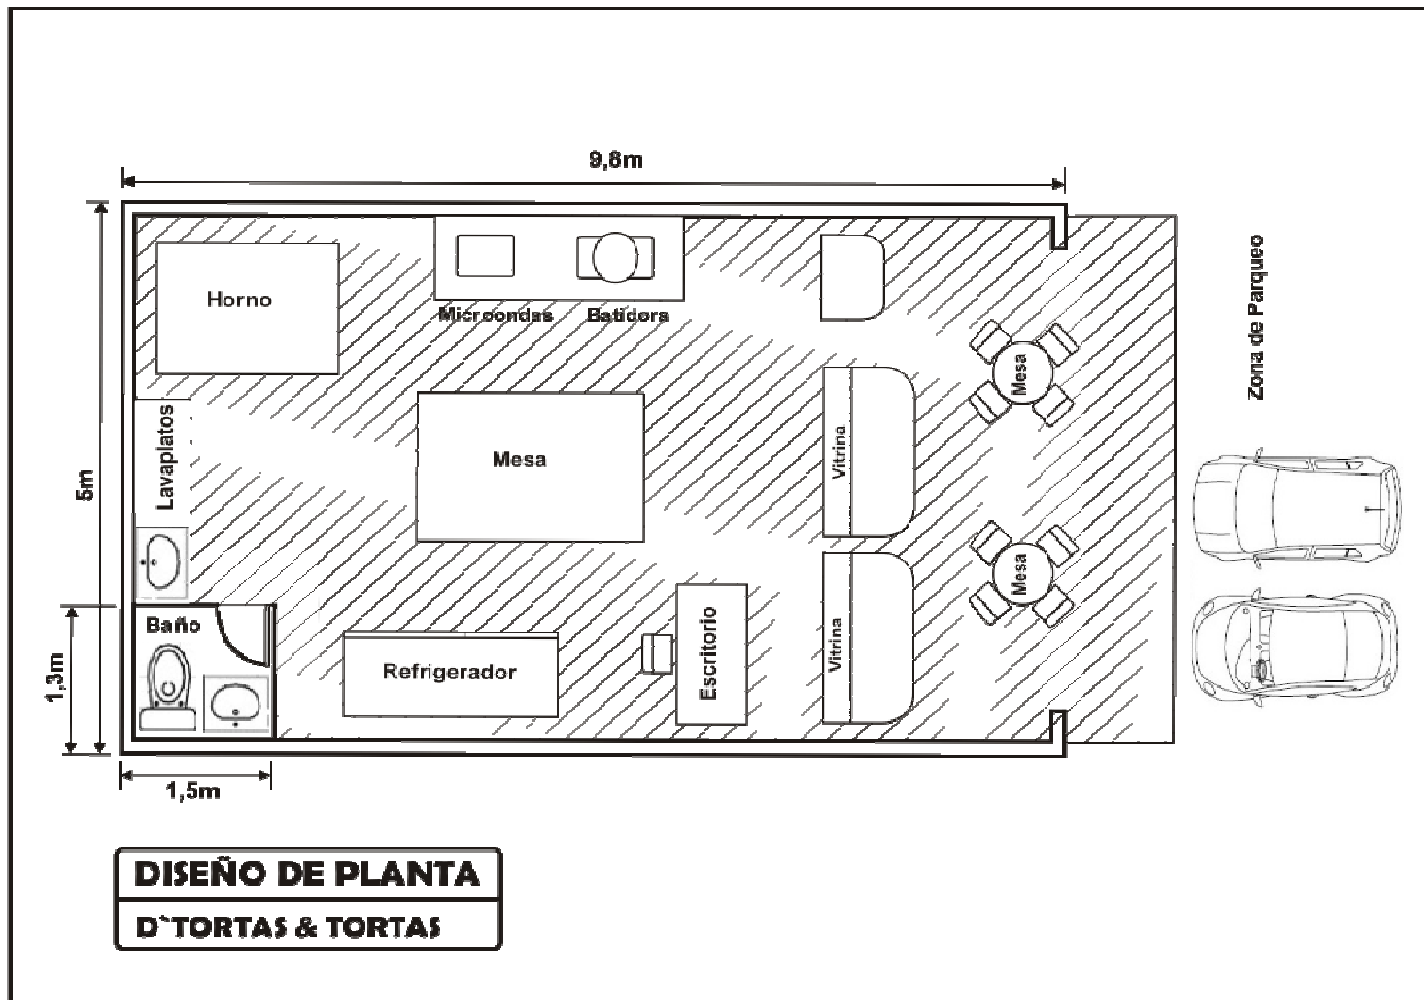 9,8m
Horno
Microondas
Batidora
Zona de Parqueo
Mesa
Lavaplatos
Mesa
Vitrina
5m
Mesa
Baño
Refrigerador
Escritorio
Vitrina
1,3m
1,5m
DISEÑO DE PLANTA
D`TORTAS & TORTAS